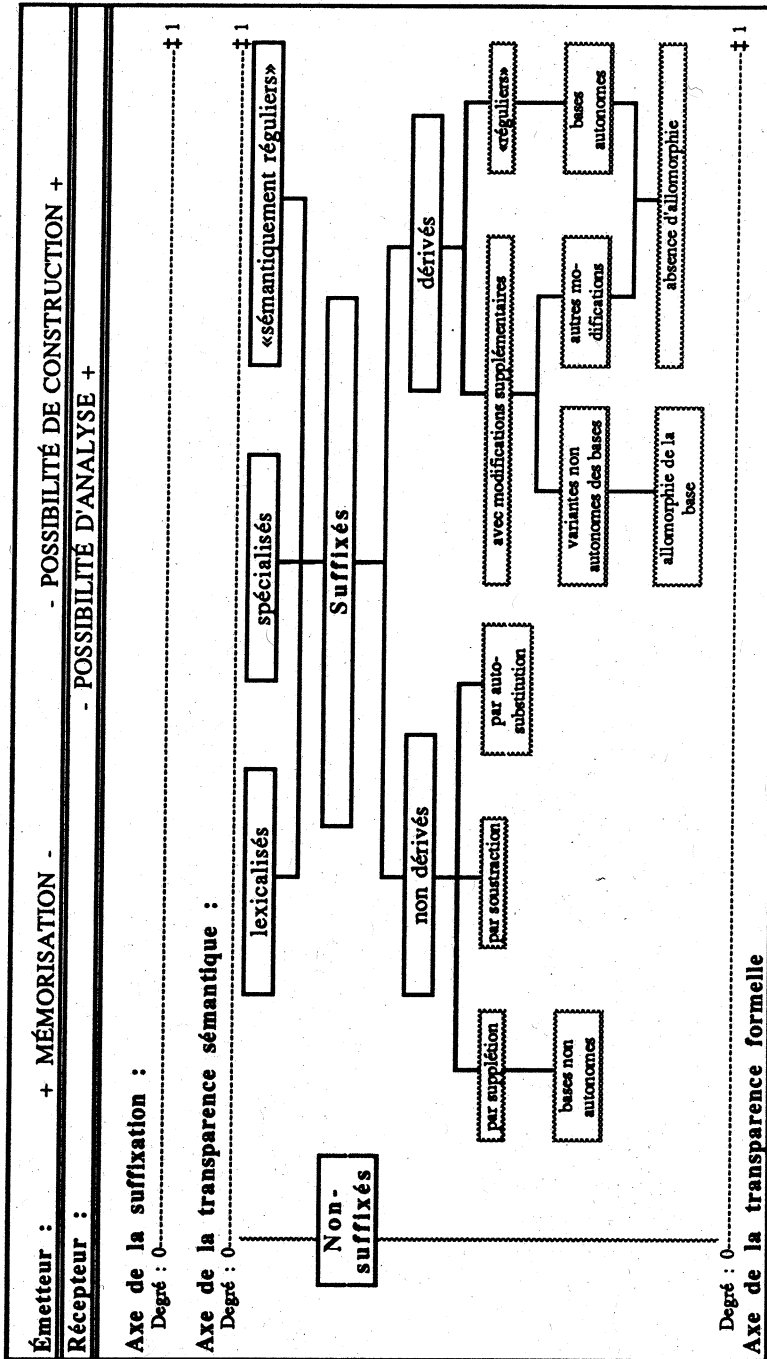 Émetteur : + MÉMORISATION - - POSSIBILITÉ DE CONSTRUCTION +
Récepteur : - POSSIBILITÉ D'ANALYSE +
Axe de la suffixation :
Degré : 0 ‡ 1
Axe de la transparence sémantique :
Degré : 0 ‡ 1
lexicalisés spécialisés «sémantiquement réguliers»
Non-
suffixés
Suffixés
non dérivés dérivés
par supplétion par soustraction par auto-
substitution
avec modifications supplémentaires «réguliers»
bases non
autonomes
variantes non
autonomes des bases
autres mo-
difications
bases
autonomes
allomorphie de la
base
absence d'allomorphie
Degré : 0 ‡ 1
Axe de la transparence formelle